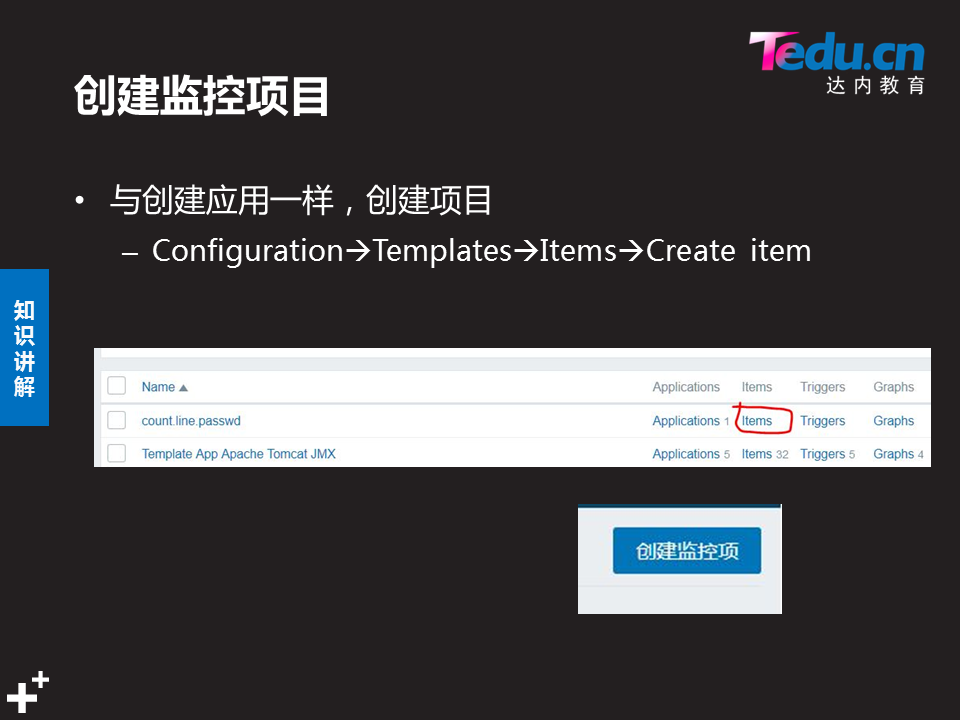 Tedu.cn
达内教育
创建监控项目
• 与创建应用一样，创建项目
– Configuration→Templates→Items→Create item
知识讲解
Name Applications Items Triggers Graphs
count.line.passwd Applications 1 Items Triggers Graphs
Template App Apache Tomcat JMX Applications 5 Items 32 Triggers 5 Graphs 4
创建监控项